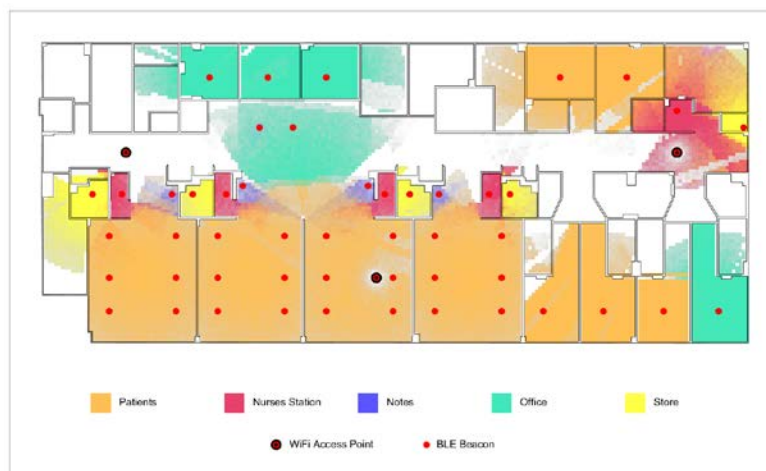 Patients Nurses Station Notes Office Store
WiFi Access Point BLE Beacon